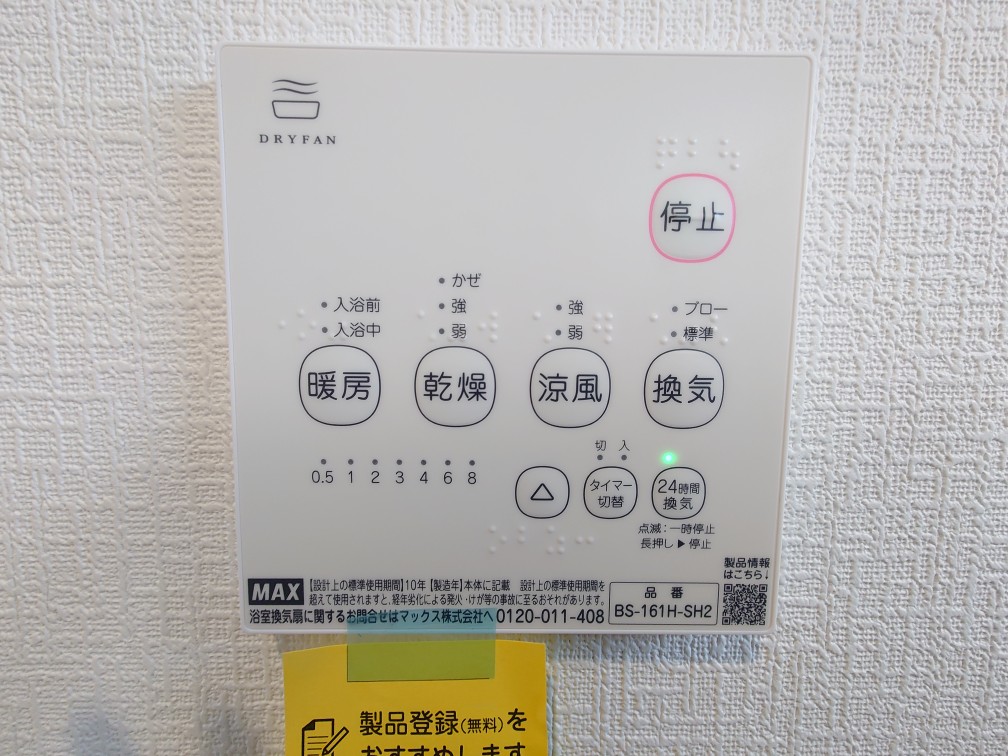 DRYFAN
停止
かぜ
入浴前
強
強
ブロー
入浴中
弱
弱
標準
暖房
乾燥
涼風
換気
切 入
0.5 1 2 3 4 6 8
△
タイマー
切替
24時間
換気
点滅:一時停止
長押し▶停止
製品情報
はこちら↓
MAX
【設計上の標準使用期間】10年【製造年】本体に記載 設計上の標準使用期間を
超えて使用されますと、経年劣化による発火・けが等の事故に至るおそれがあります。
浴室換気扇に関するお問合せはマックス株式会社へ 0120-011-408
品番
BS-161H-SH2
製品登録(無料)を
おすすめします